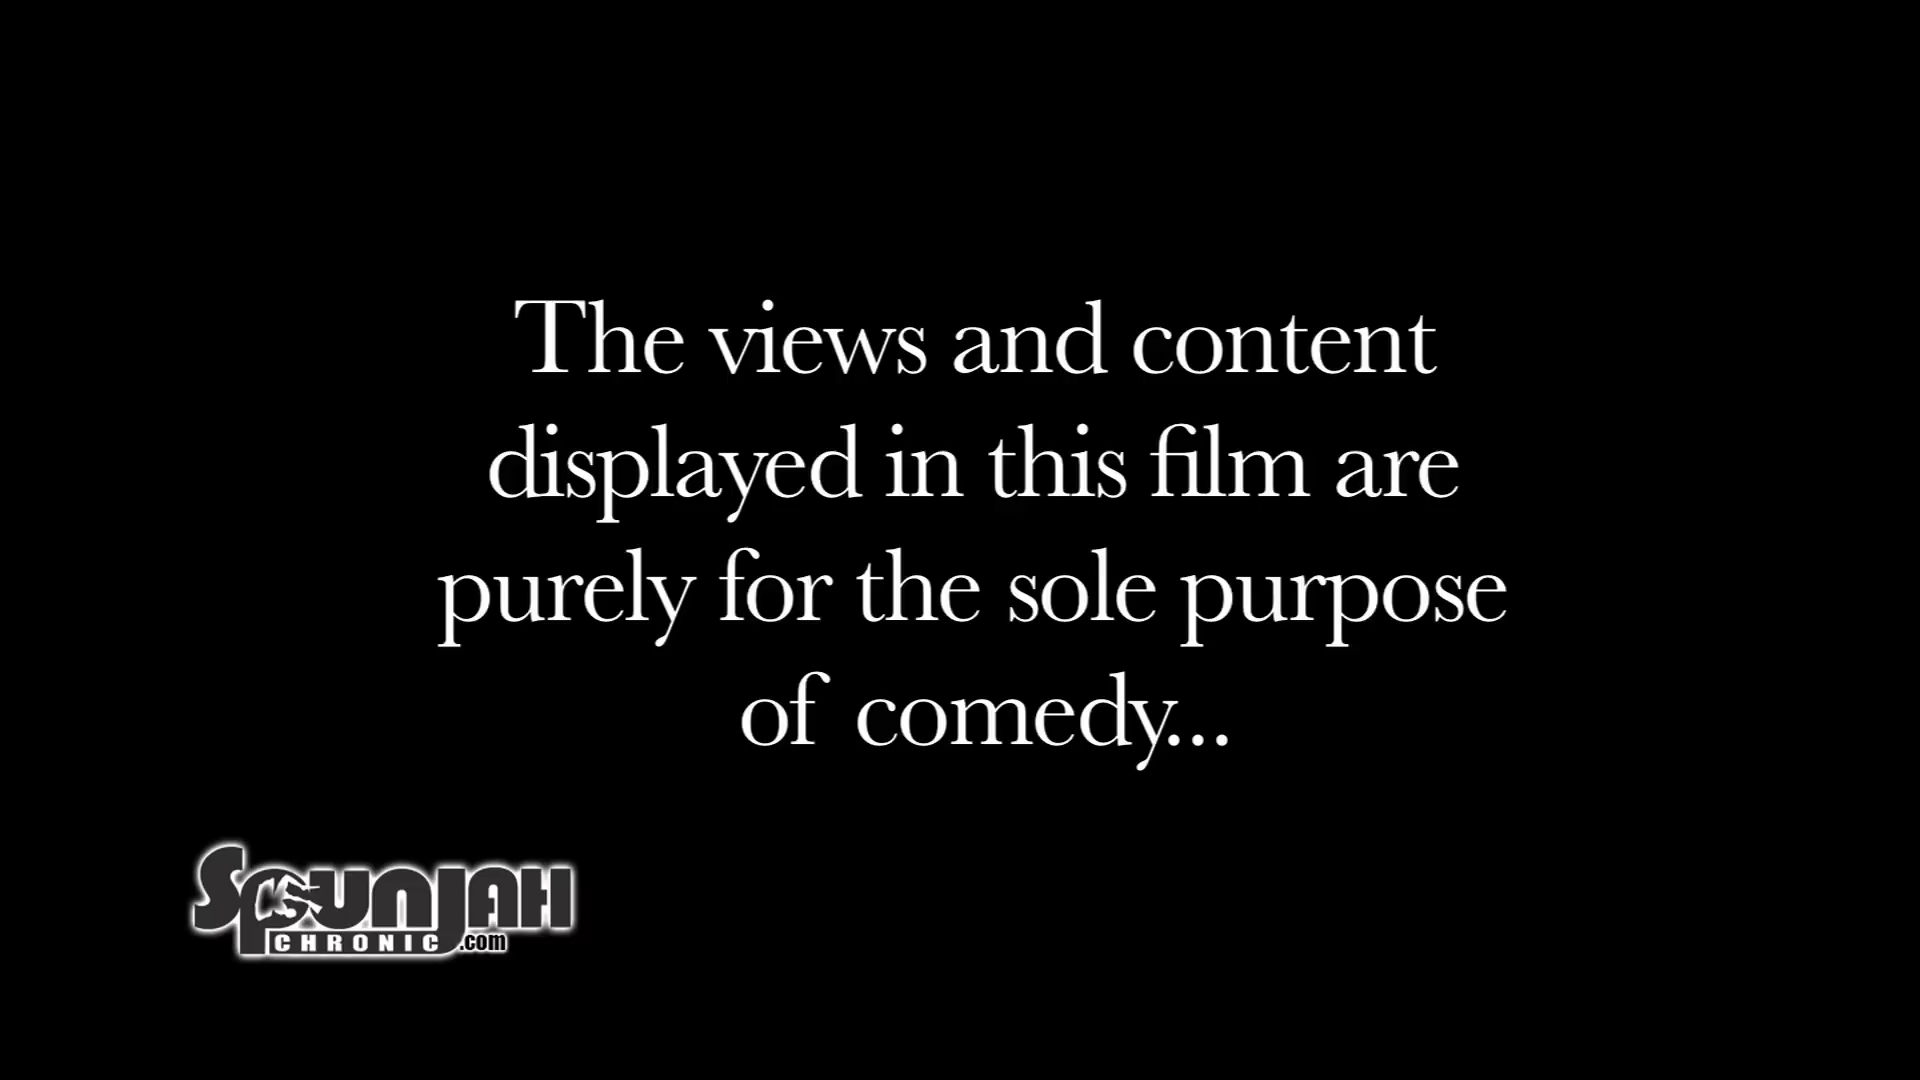 The views and content
displayed in this film are
purely for the sole purpose
of comedy...
SPUNJAH
CHRONIC.com